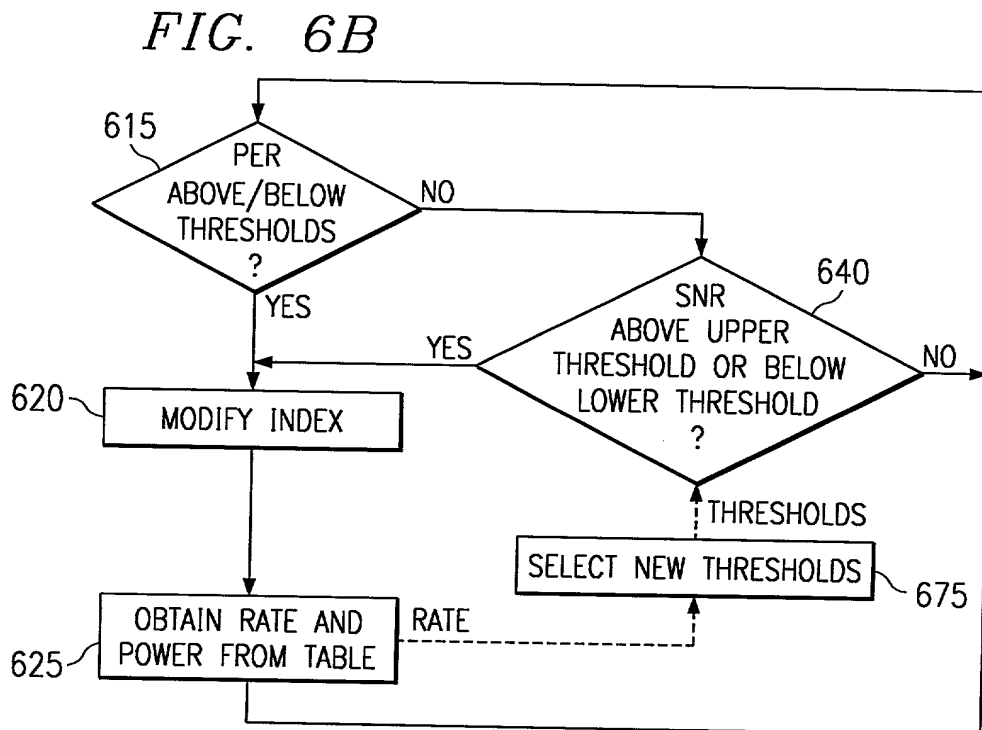 FIG. 6B
615
PER
ABOVE/BELOW
THRESHOLDS
?
NO
YES
640
SNR
ABOVE UPPER
THRESHOLD OR BELOW
LOWER THRESHOLD
?
YES
NO
620
MODIFY INDEX
THRESHOLDS
SELECT NEW THRESHOLDS
675
625
OBTAIN RATE AND
POWER FROM TABLE
RATE